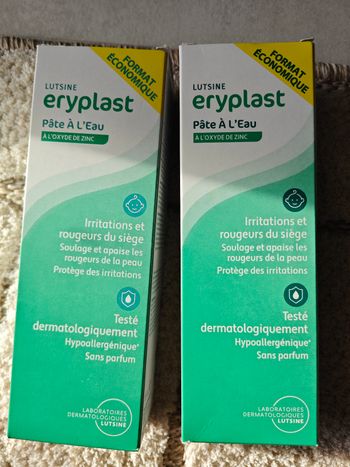 FORMAT
ÉCONOMIQUE
LUTSINE
eryplast
Pâte À L'Eau
À L'OXYDE DE ZINC
Irritations et
rougeurs du siège
Soulage et apaise les
rougeurs de la peau
Protège des irritations
Testé
dermatologiquement
Hypoallergénique*
Sans parfum
LABORATOIRES
DERMATOLOGIQUES
LUTSINE
FORMAT
ÉCONOMIQUE
LUTSINE
eryplast
Pâte À L'Eau
À L'OXYDE DE ZINC
Irritations et
rougeurs du siège
Soulage et apaise les
rougeurs de la peau
Protège des irritations
Testé
dermatologiquement
Hypoallergénique*
Sans parfum
LABORATOIRES
DERMATOLOGIQUES
LUTSINE